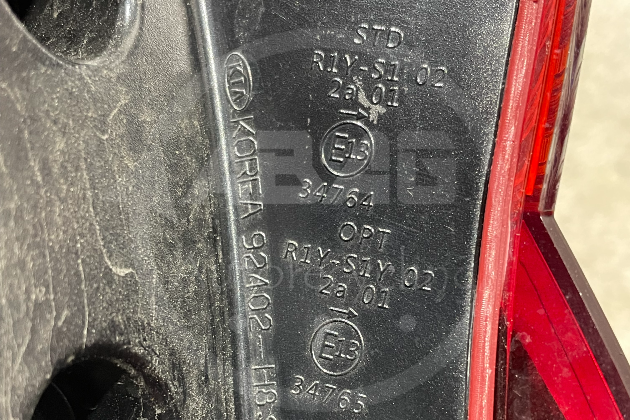 STD
R1Y-S1 02
2a 01
E13
34764
OPT
R1Y-S1Y 02
2a 01
E13
34765
KIA KOREA 92402-H8